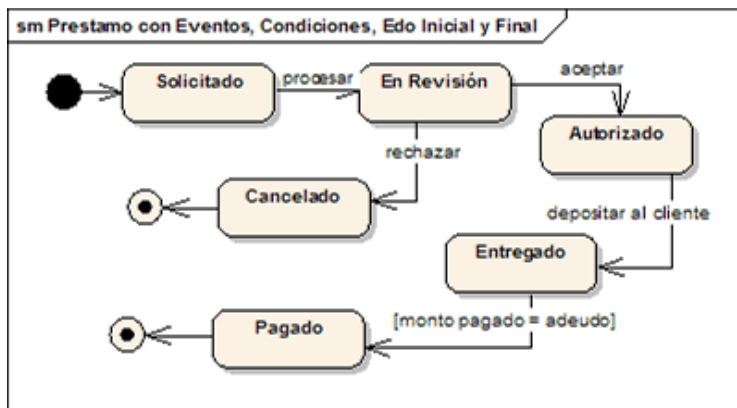 sm Prestamo con Eventos, Condiciones, Edo Inicial y Final
Solicitado
procesar
En Revisión
aceptar
Autorizado
rechazar
Cancelado
depositar al cliente
Entregado
[monto pagado = adeudo]
Pagado